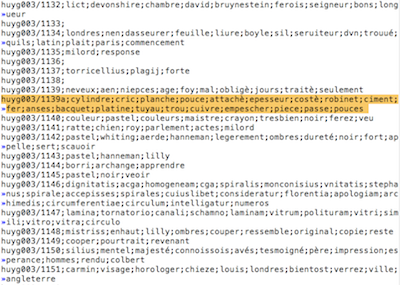 huyg003/1132;lict;devonshire;chambre;david;bruynestein;ferois;seigneur;bons;long
»ueur
huyg003/1133;
huyg003/1134;londres;nen;dasseurer;feuille;liure;boyle;sil;seruiteur;dvn;trouué;
»quils;latin;plait;paris;commencement
huyg003/1135;milord;response
huyg003/1136;
huyg003/1137;torricellius;plagij;forte
huyg003/1138;
huyg003/1139;neveux;aen;niepces;age;foy;mal;obligè;jours;traitè;seulement
huyg003/1139a;cylindre;cric;planche;pouce;attachè;epesseur;costè;robinet;ciment;
»fer;anses;bacquet;platine;tuyau;trou;cuivre;empescher;piece;passe;pouces
huyg003/1140;couleur;pastel;couleurs;maistre;crayon;tresbien;noir;ferez;veu
huyg003/1141;ratte;chien;roy;parlement;actes;milord
huyg003/1142;pastel;whiting;aerde;hanneman;legerement;ombres;dureté;noir;fort;ap
»pelle;sert;scauoir
huyg003/1143;pastel;hanneman;lilly
huyg003/1144;borri;archange;apprendre
huyg003/1145;pastel;noir;veoir
huyg003/1146;dignitatis;acga;homogeneam;cga;spiralis;monconisius;vnitatis;stepha
»nus;spirale;accepisses;spirales;cuiuslibet;consideratur;florentia;apologiam;arc
»himedis;circumferentiae;circulum;intelligatur;numeros
huyg003/1147;lamina;tornatorio;canali;schamno;laminam;vitrum;polituram;vitri;sim
»ili;vitro;vitra;circulo
huyg003/1148;mistriss;enhaut;lilly;ombres;couper;ressemble;original;copie;reste
huyg003/1149;cooper;pourtrait;revenant
huyg003/1150;silius;mentel;majesté;connoissois;avés;tesmoigné;père;impression;es
»perance;hommes;rendu;colbert
huyg003/1151;carmin;visage;horologer;chieze;louis;londres;bientost;verrez;ville;
»angleterre